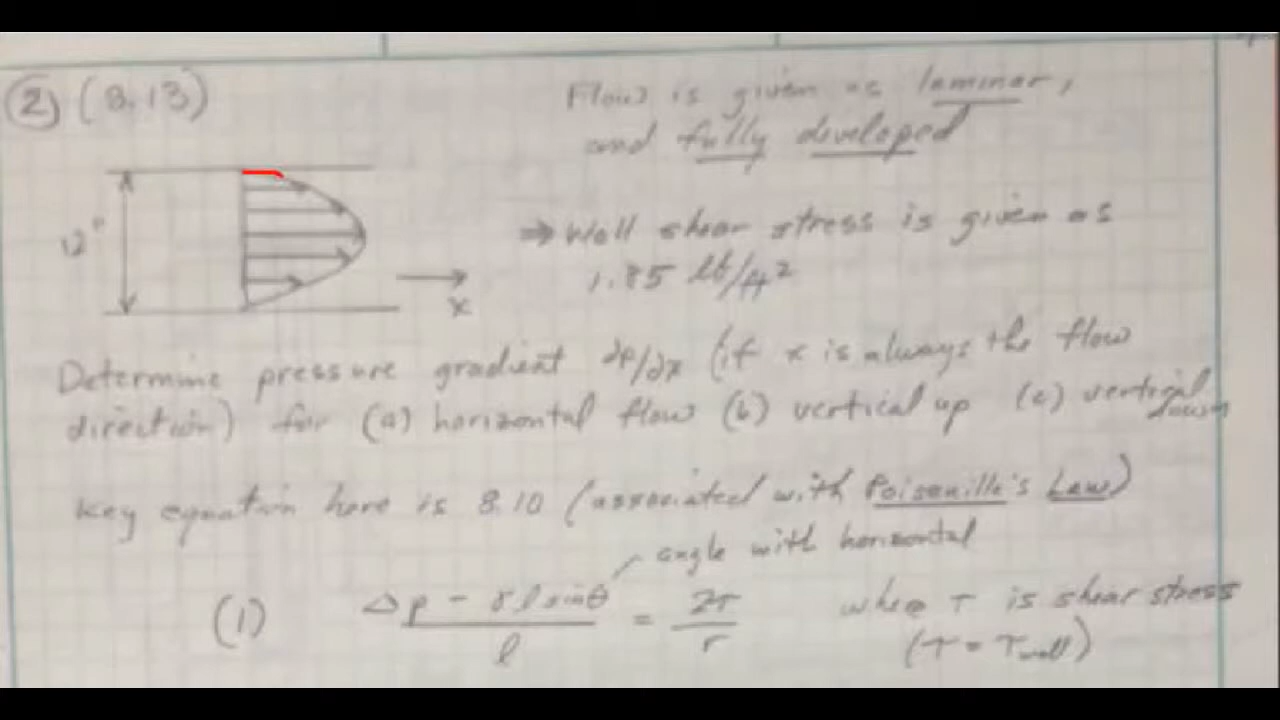 ② (8.13)
Flow is given as laminar,
and fully developed
12"
⇒ Wall shear stress is given as
1.85 lb/ft²
x
Determine pressure gradient ∂p/∂x (if x is always the flow
direction) for (a) horizontal flow (b) vertical up (c) vertical
down
Key equation here is 8.10 (associated with Poiseuille's Law)
angle with horizontal
(1) Δp - γ l sinθ / l = 2τ / r where τ is shear stress
(τ = τwall)